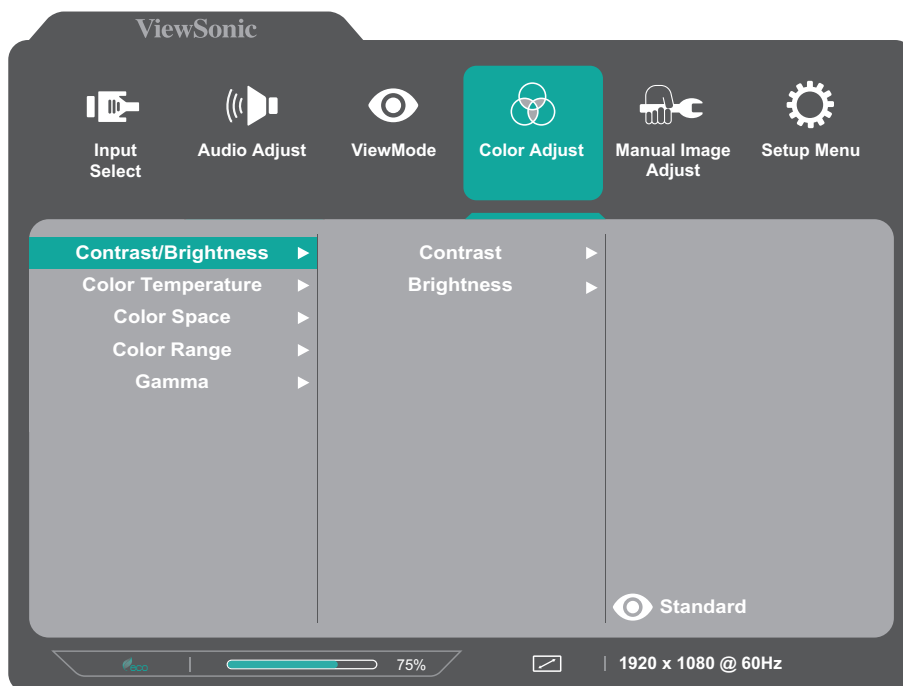 ViewSonic
Input
Select
Audio Adjust
ViewMode
Color Adjust
Manual Image
Adjust
Setup Menu
Contrast/Brightness
Color Temperature
Color Space
Color Range
Gamma
Contrast
Brightness
Standard
eco
75%
1920 x 1080 @ 60Hz